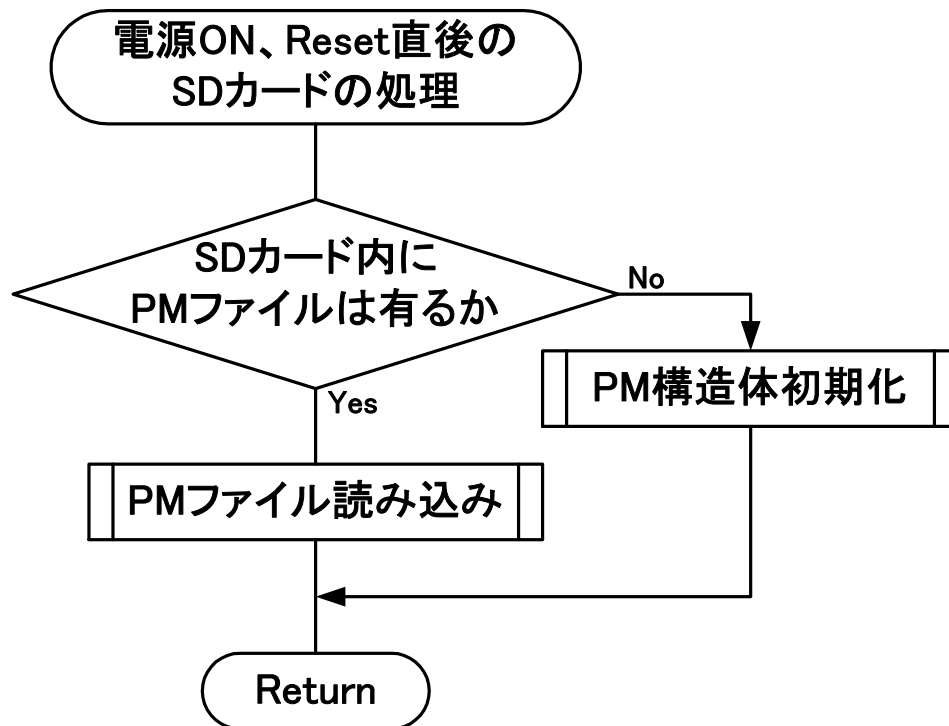 電源ON、Reset直後の
SDカードの処理
SDカード内に
PMファイルは有るか
No
PM構造体初期化
Yes
PMファイル読み込み
Return